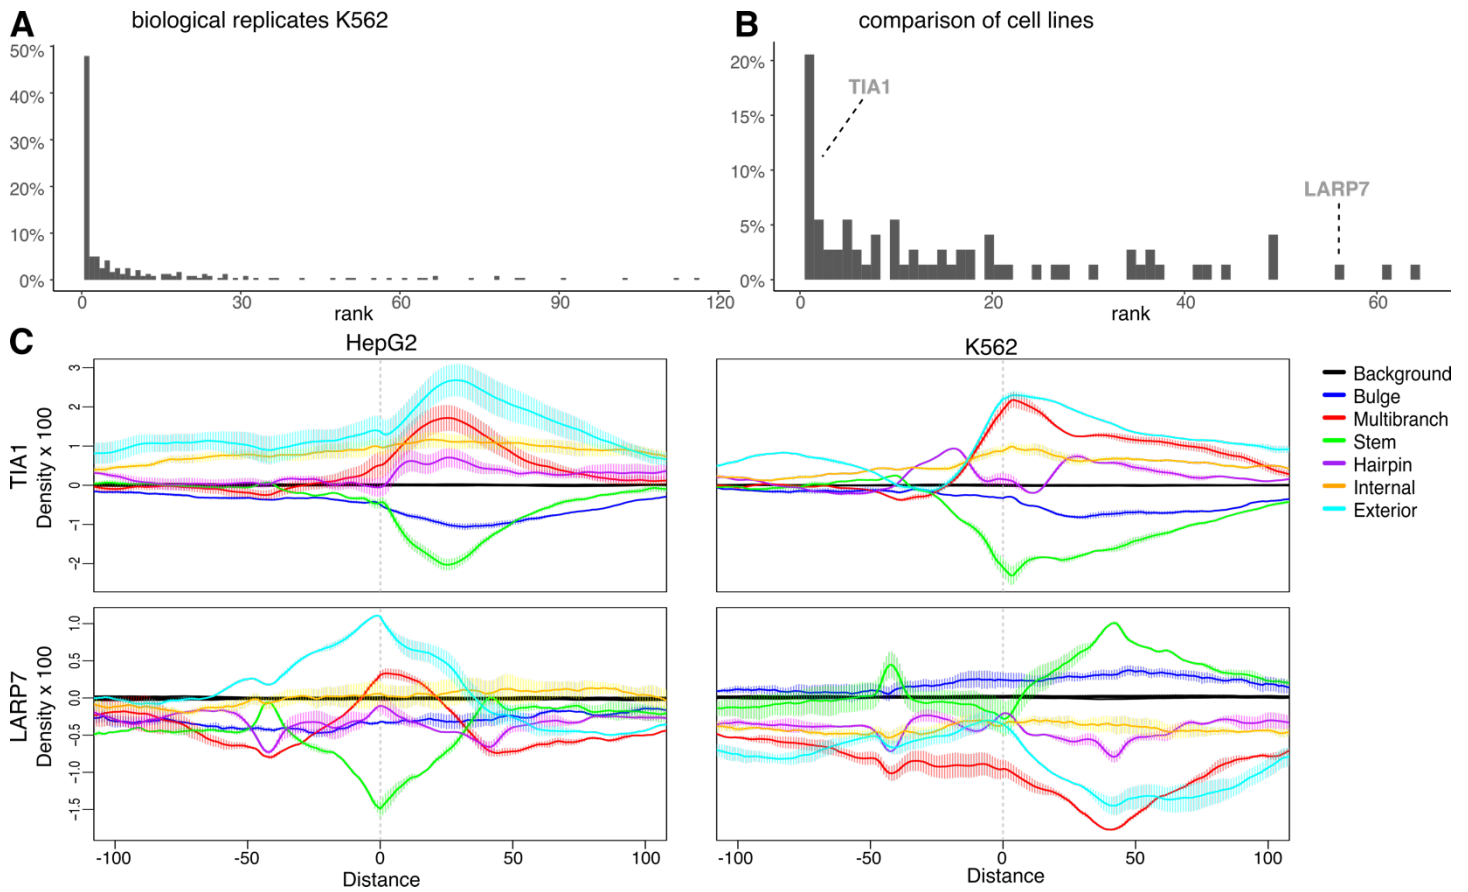 A
biological replicates K562
50%
40%
30%
20%
10%
0%
0 30 60 90 120
rank
B
comparison of cell lines
20%
15%
10%
5%
0%
TIA1
LARP7
0 20 40 60
rank
C
HepG2
K562
TIA1
Density x 100
3
2
1
0
-1
-2
LARP7
Density x 100
1.0
0.5
0.0
-0.5
-1.0
-1.5
-100 -50 0 50 100
Distance
-100 -50 0 50 100
Distance
Background
Bulge
Multibranch
Stem
Hairpin
Internal
Exterior